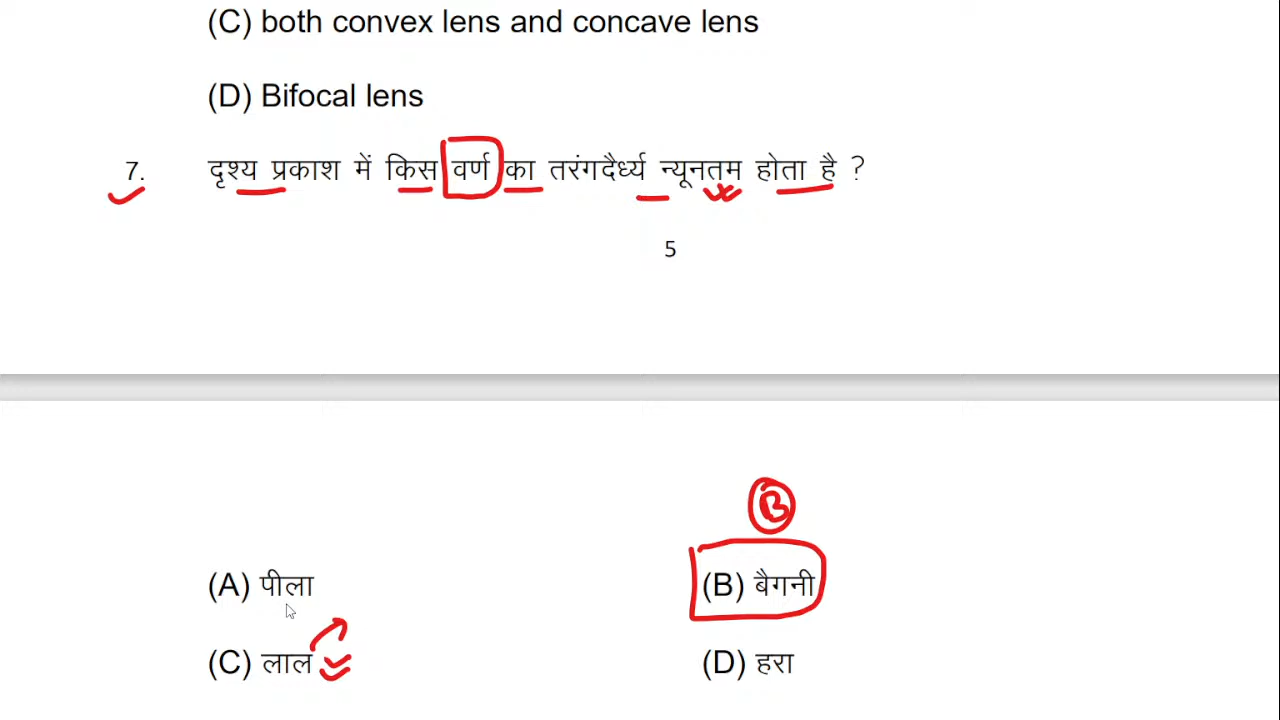 (C) both convex lens and concave lens
(D) Bifocal lens
7. दृश्य प्रकाश में किस वर्ण का तरंगदैर्ध्य न्यूनतम होता है ?
5
B
(A) पीला (B) बैगनी
(C) लाल (D) हरा